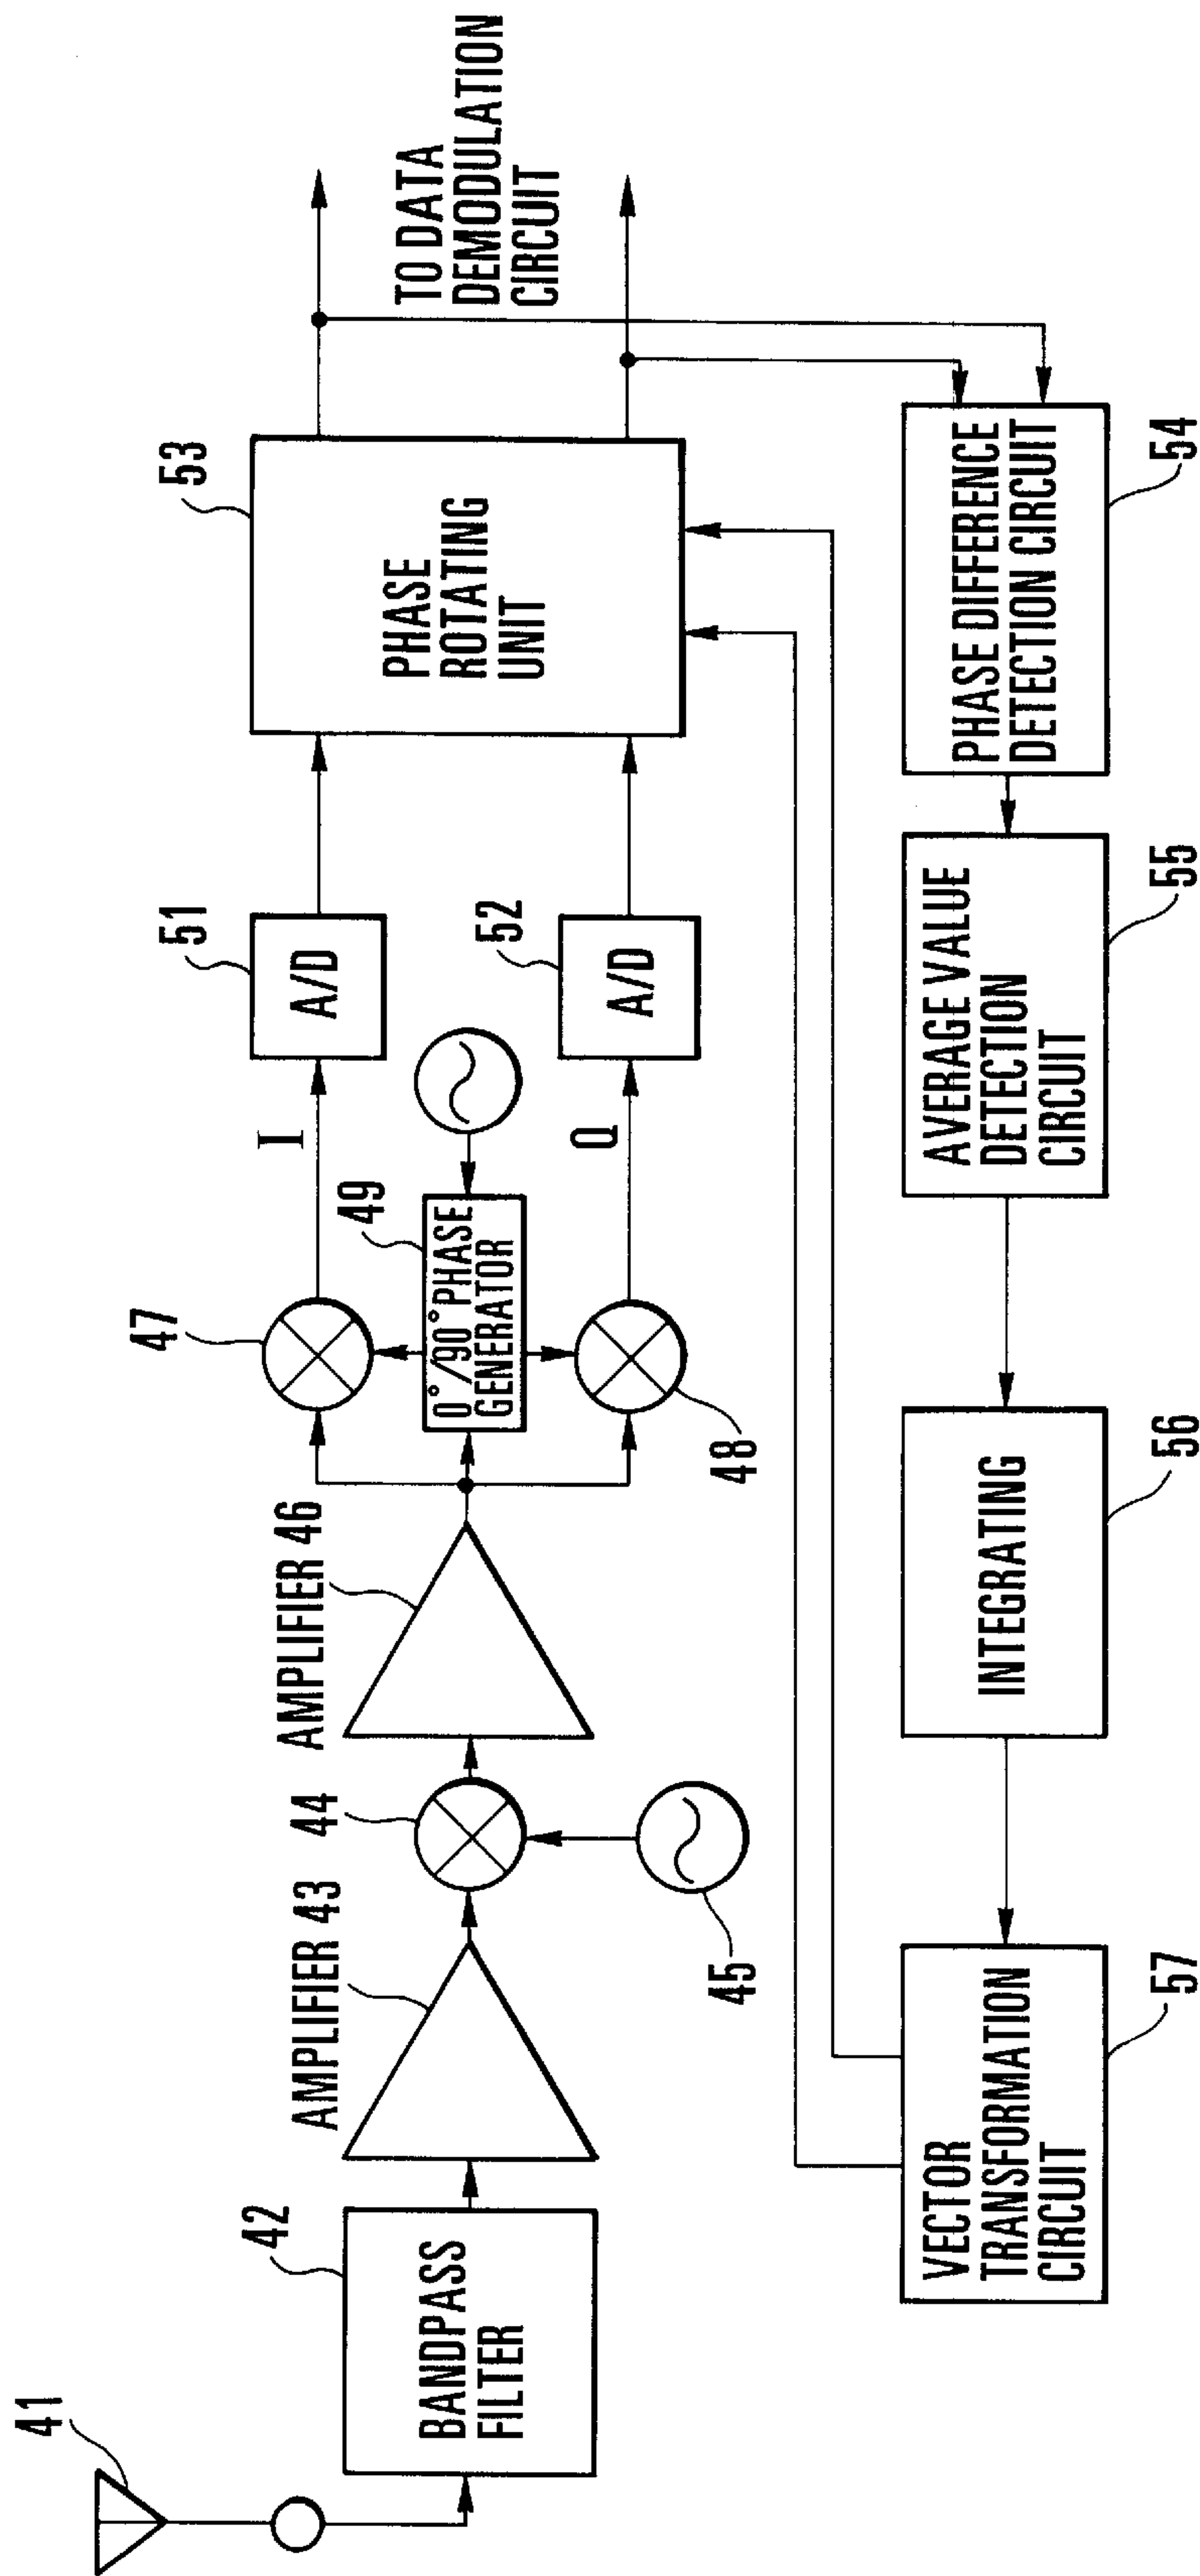 41
42
BANDPASS
FILTER
AMPLIFIER 43
44
45
AMPLIFIER 46
47
48
49
0°/90° PHASE
GENERATOR
I
Q
51
A/D
52
A/D
53
PHASE
ROTATING
UNIT
TO DATA
DEMODULATION
CIRCUIT
VECTOR
TRANSFORMATION
CIRCUIT
57
INTEGRATING
56
AVERAGE VALUE
DETECTION
CIRCUIT
55
PHASE DIFFERENCE
DETECTION CIRCUIT
54